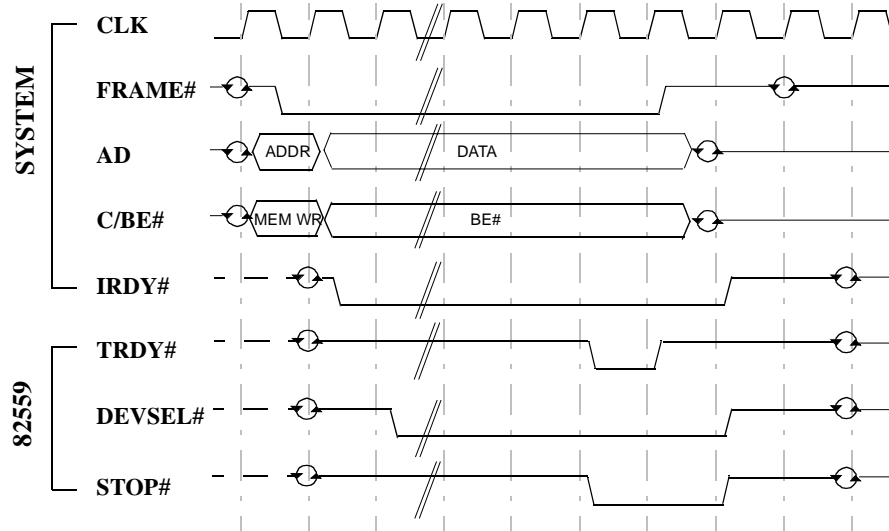 SYSTEM
CLK
FRAME#
AD
ADDR
DATA
C/BE#
MEM WR
BE#
IRDY#
82559
TRDY#
DEVSEL#
STOP#